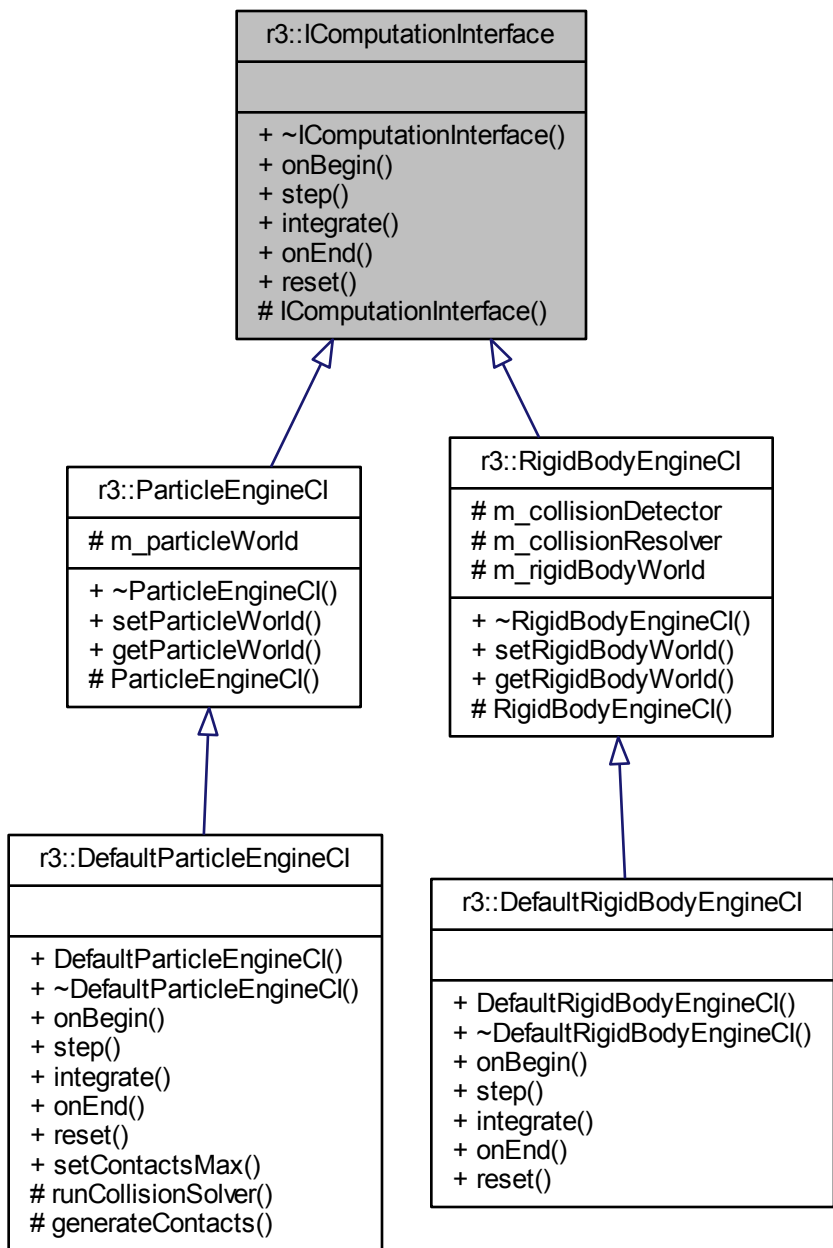 r3::IComputationInterface
+ ~IComputationInterface()
+ onBegin()
+ step()
+ integrate()
+ onEnd()
+ reset()
# IComputationInterface()
r3::ParticleEngineCI
# m_particleWorld
+ ~ParticleEngineCI()
+ setParticleWorld()
+ getParticleWorld()
# ParticleEngineCI()
r3::RigidBodyEngineCI
# m_collisionDetector
# m_collisionResolver
# m_rigidBodyWorld
+ ~RigidBodyEngineCI()
+ setRigidBodyWorld()
+ getRigidBodyWorld()
# RigidBodyEngineCI()
r3::DefaultParticleEngineCI
+ DefaultParticleEngineCI()
+ ~DefaultParticleEngineCI()
+ onBegin()
+ step()
+ integrate()
+ onEnd()
+ reset()
+ setContactsMax()
# runCollisionSolver()
# generateContacts()
r3::DefaultRigidBodyEngineCI
+ DefaultRigidBodyEngineCI()
+ ~DefaultRigidBodyEngineCI()
+ onBegin()
+ step()
+ integrate()
+ onEnd()
+ reset()